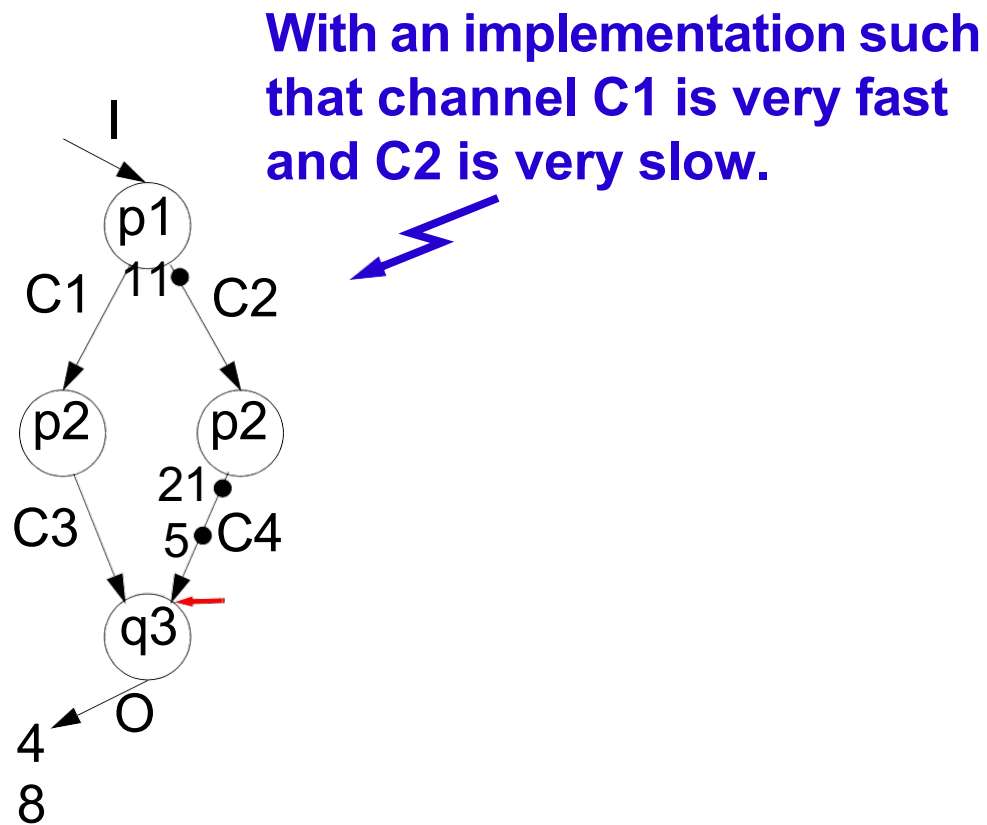 With an implementation such
that channel C1 is very fast
and C2 is very slow.
I
p1
11
C1
C2
p2
p2
21
C3
5
C4
q3
O
4
8